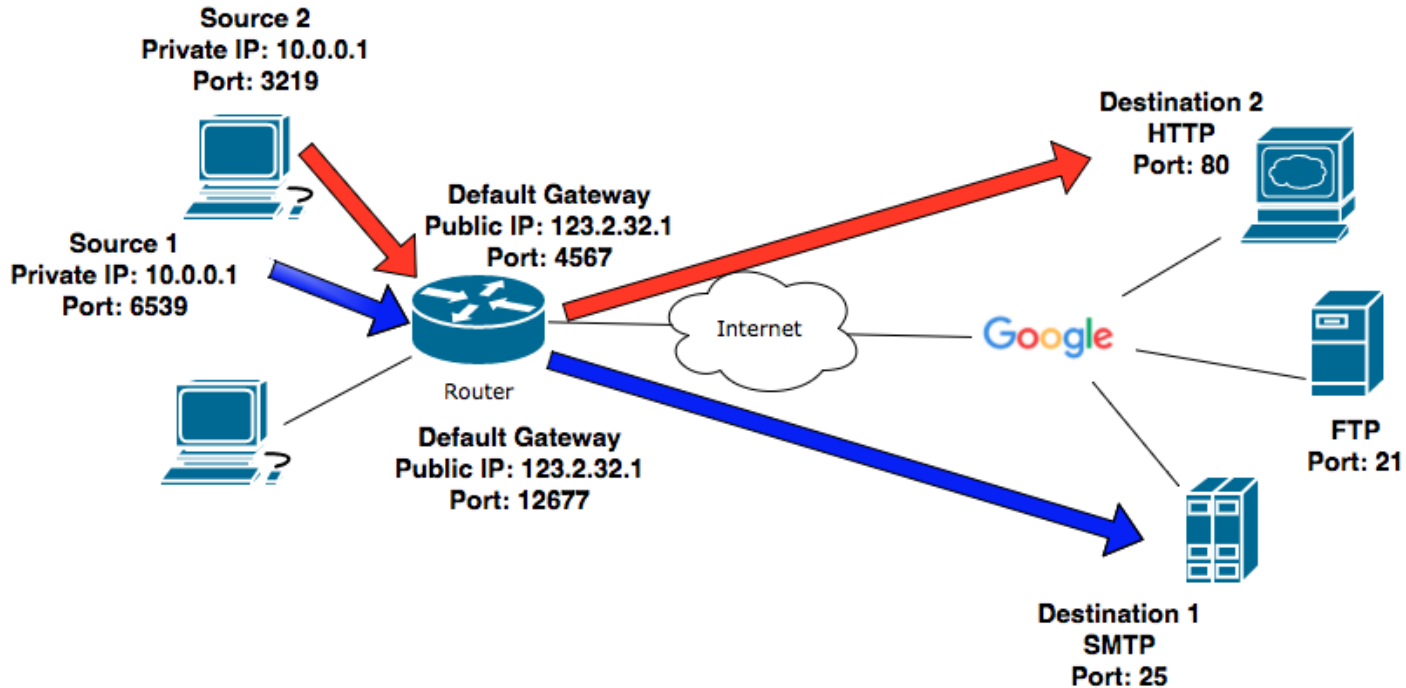 Source 2
Private IP: 10.0.0.1
Port: 3219
Source 1
Private IP: 10.0.0.1
Port: 6539
Default Gateway
Public IP: 123.2.32.1
Port: 4567
Router
Default Gateway
Public IP: 123.2.32.1
Port: 12677
Internet
Google
Destination 2
HTTP
Port: 80
FTP
Port: 21
Destination 1
SMTP
Port: 25